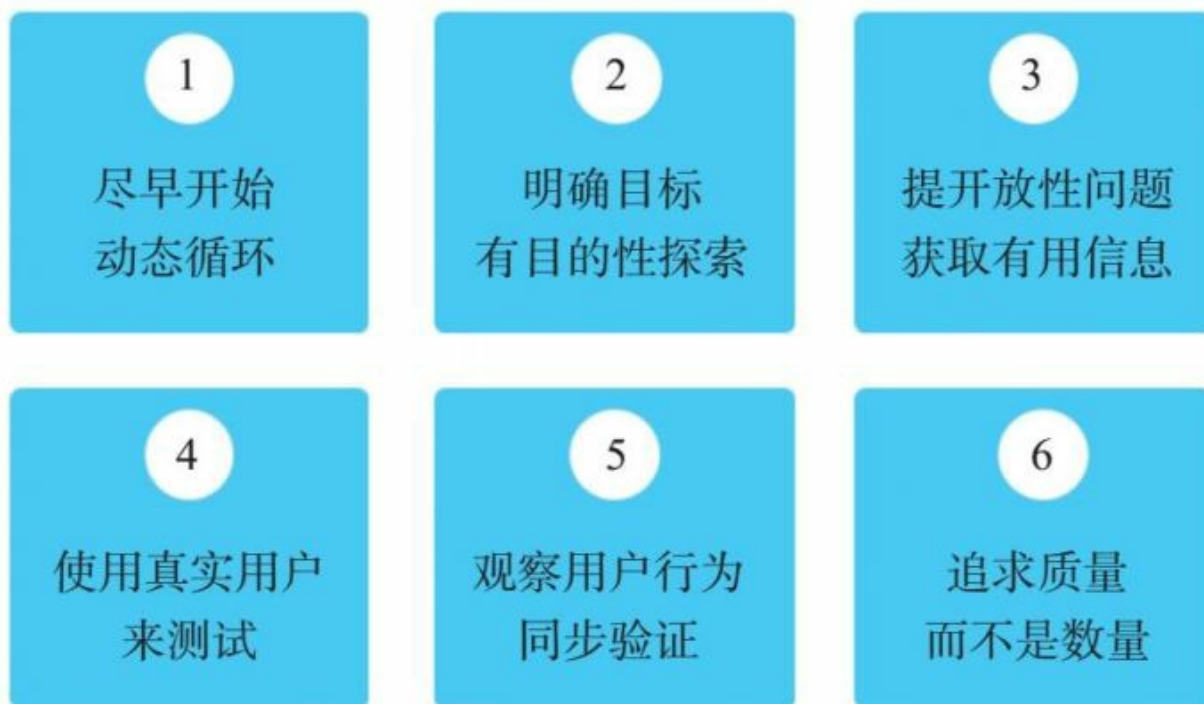 1
尽早开始
动态循环
2
明确目标
有目的性探索
3
提开放性问题
获取有用信息
4
使用真实用户
来测试
5
观察用户行为
同步验证
6
追求质量
而不是数量